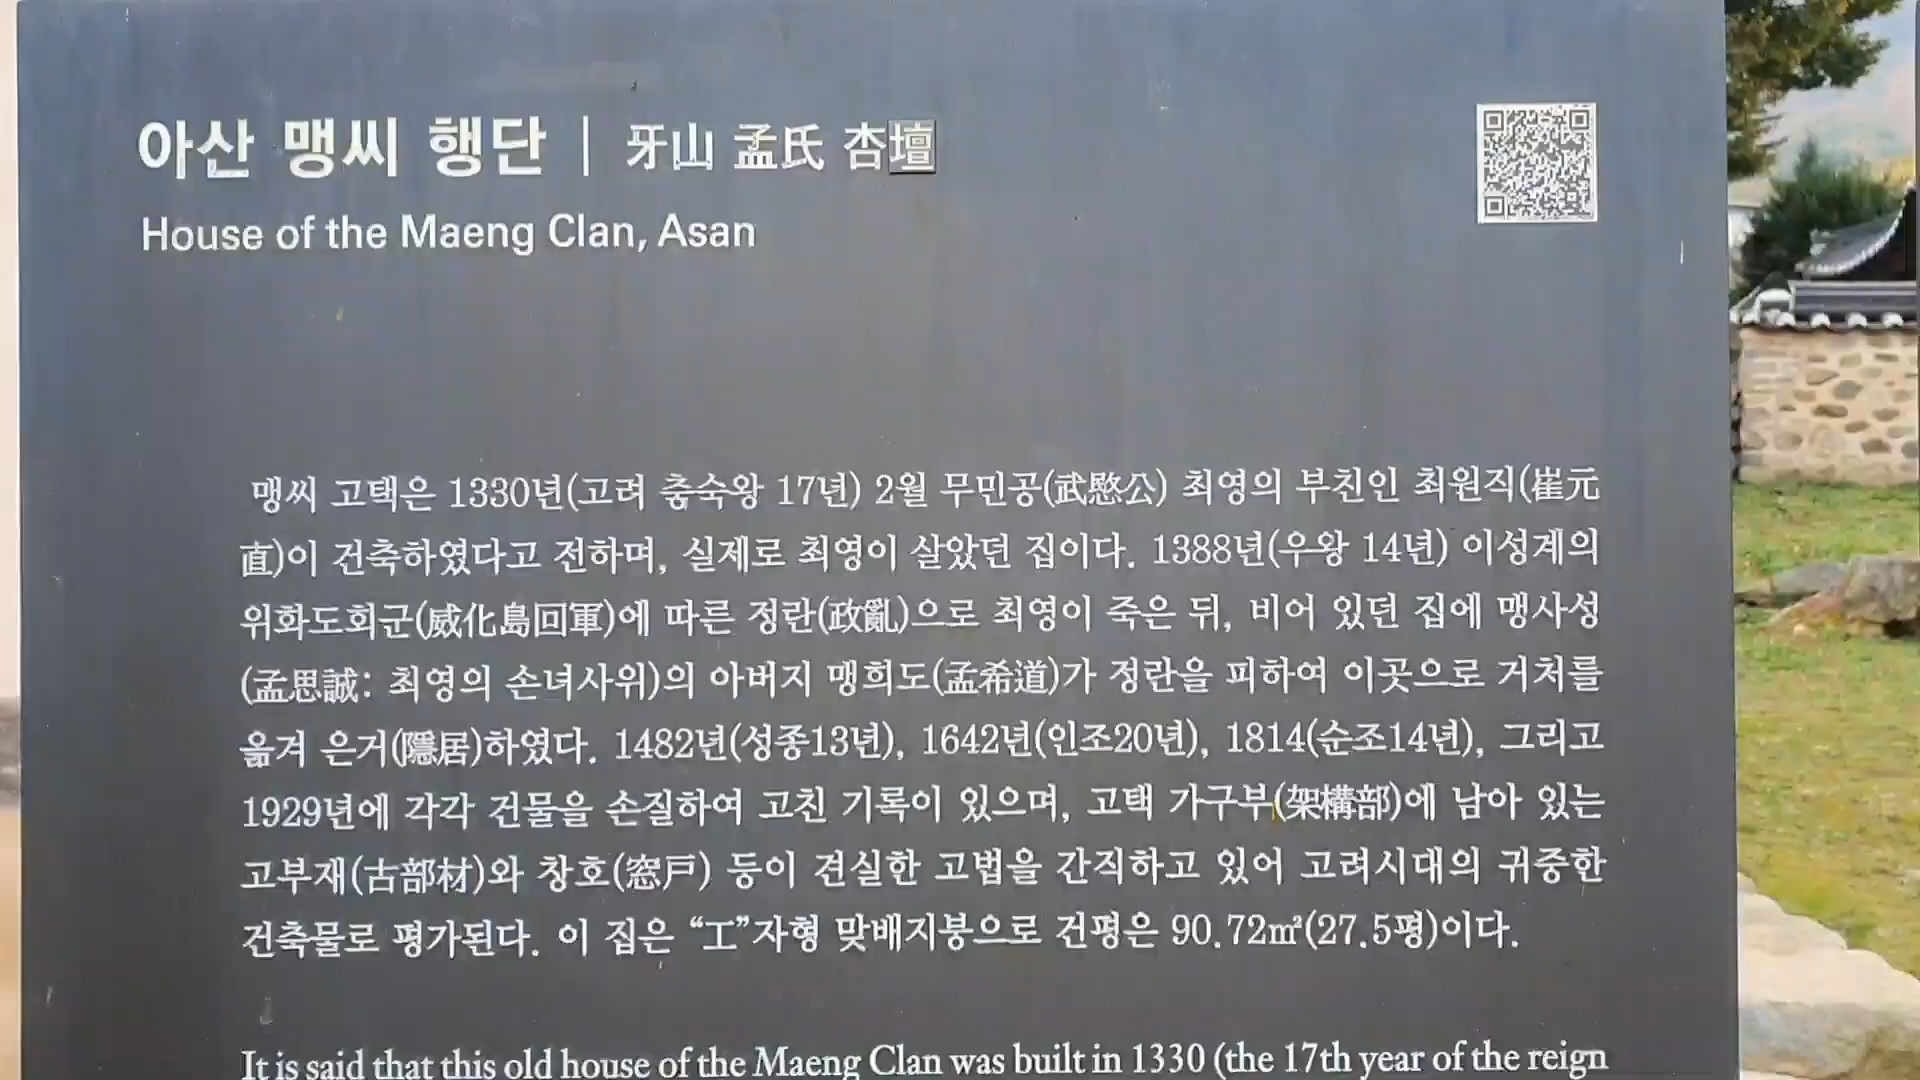 아산 맹씨 행단 | 牙山 孟氏 杏壇
House of the Maeng Clan, Asan
맹씨 고택은 1330년(고려 충숙왕 17년) 2월 무민공(武愍公) 최영의 부친인 최원직(崔元
直)이 건축하였다고 전하며, 실제로 최영이 살았던 집이다. 1388년(우왕 14년) 이성계의
위화도회군(威化島回軍)에 따른 정란(政亂)으로 최영이 죽은 뒤, 비어 있던 집에 맹사성
(孟思誠: 최영의 손녀사위)의 아버지 맹희도(孟希道)가 정란을 피하여 이곳으로 거처를
옮겨 은거(隱居)하였다. 1482년(성종13년), 1642년(인조20년), 1814(순조14년), 그리고
1929년에 각각 건물을 손질하여 고친 기록이 있으며, 고택 가구부(架構部)에 남아 있는
고부재(古部材)와 창호(窓戶) 등이 견실한 고법을 간직하고 있어 고려시대의 귀중한
건축물로 평가된다. 이 집은 “工”자형 맞배지붕으로 건평은 90.72㎡(27.5평)이다.
It is said that this old house of the Maeng Clan was built in 1330 (the 17th year of the reign